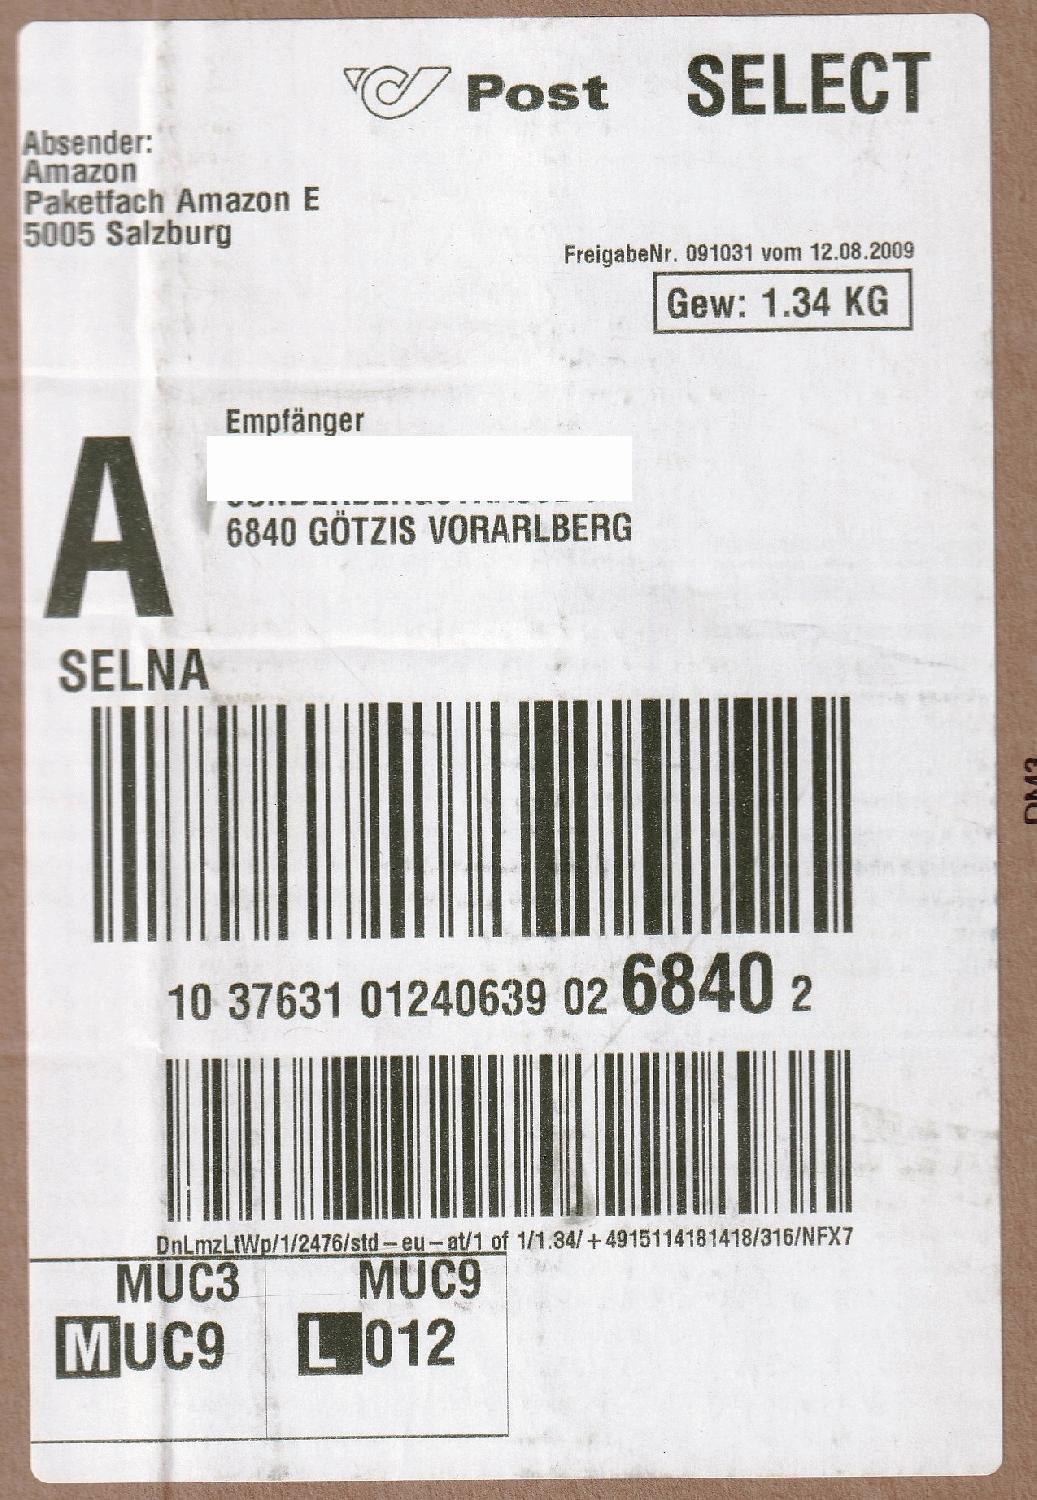 Post SELECT
Absender:
Amazon
Paketfach Amazon E
5005 Salzburg
FreigabeNr. 091031 vom 12.08.2009
Gew: 1.34 KG
Empfänger
6840 GÖTZIS VORARLBERG
A
SELNA
10 37631 01240639 02 6840 2
DnLmzLtWp/1/2476/std-eu-at/1 of 1/1.34/+4915114181418/316/NFX7
MUC3 MUC9
MUC9 L 012
DM3